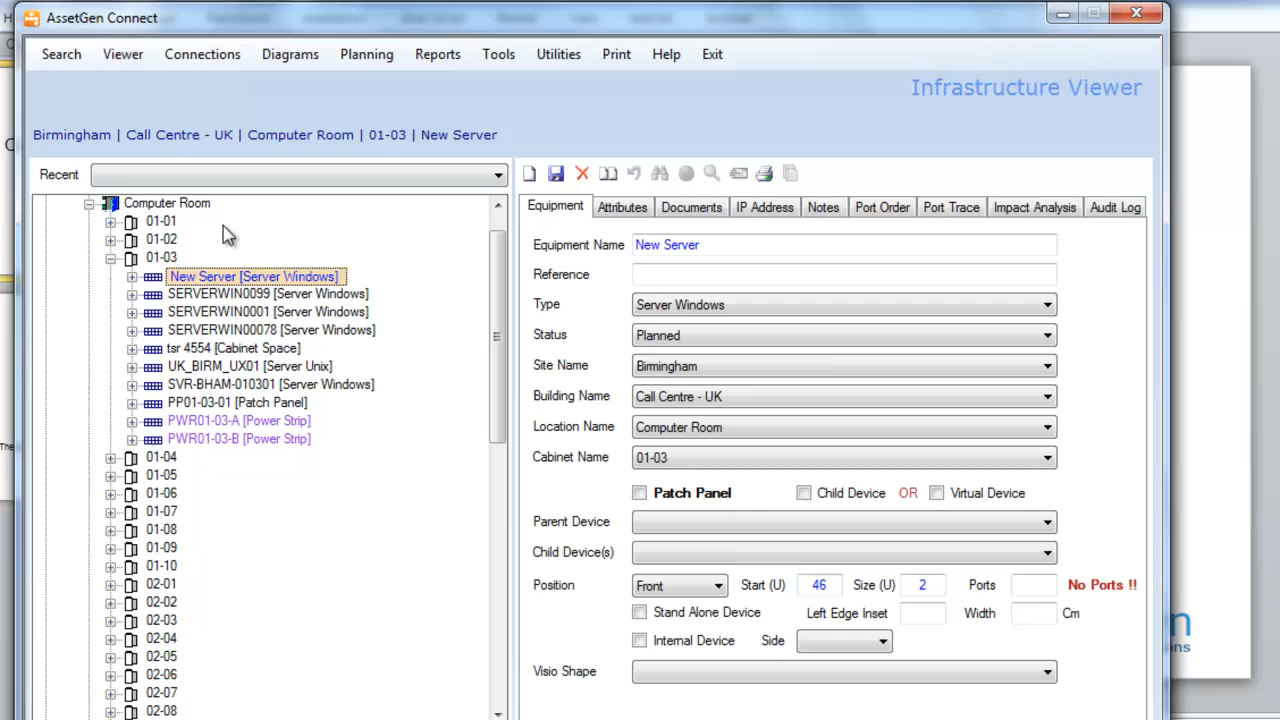 AssetGen Connect
Search Viewer Connections Diagrams Planning Reports Tools Utilities Print Help Exit
Infrastructure Viewer
Birmingham | Call Centre - UK | Computer Room | 01-03 | New Server
Recent
Computer Room
01-01
01-02
01-03
New Server [Server Windows]
SERVERWIN0099 [Server Windows]
SERVERWIN0001 [Server Windows]
SERVERWIN00078 [Server Windows]
tsr 4554 [Cabinet Space]
UK_BIRM_UX01 [Server Unix]
SVR-BHAM-010301 [Server Windows]
PP01-03-01 [Patch Panel]
PWR01-03-A [Power Strip]
PWR01-03-B [Power Strip]
01-04
01-05
01-06
01-07
01-08
01-09
01-10
02-01
02-02
02-03
02-04
02-05
02-06
02-07
02-08
Equipment Attributes Documents IP Address Notes Port Order Port Trace Impact Analysis Audit Log
Equipment Name New Server
Reference
Type Server Windows
Status Planned
Site Name Birmingham
Building Name Call Centre - UK
Location Name Computer Room
Cabinet Name 01-03
Patch Panel Child Device OR Virtual Device
Parent Device
Child Device(s)
Position Front Start (U) 46 Size (U) 2 Ports No Ports !!
Stand Alone Device Left Edge Inset Width Cm
Internal Device Side
Visio Shape